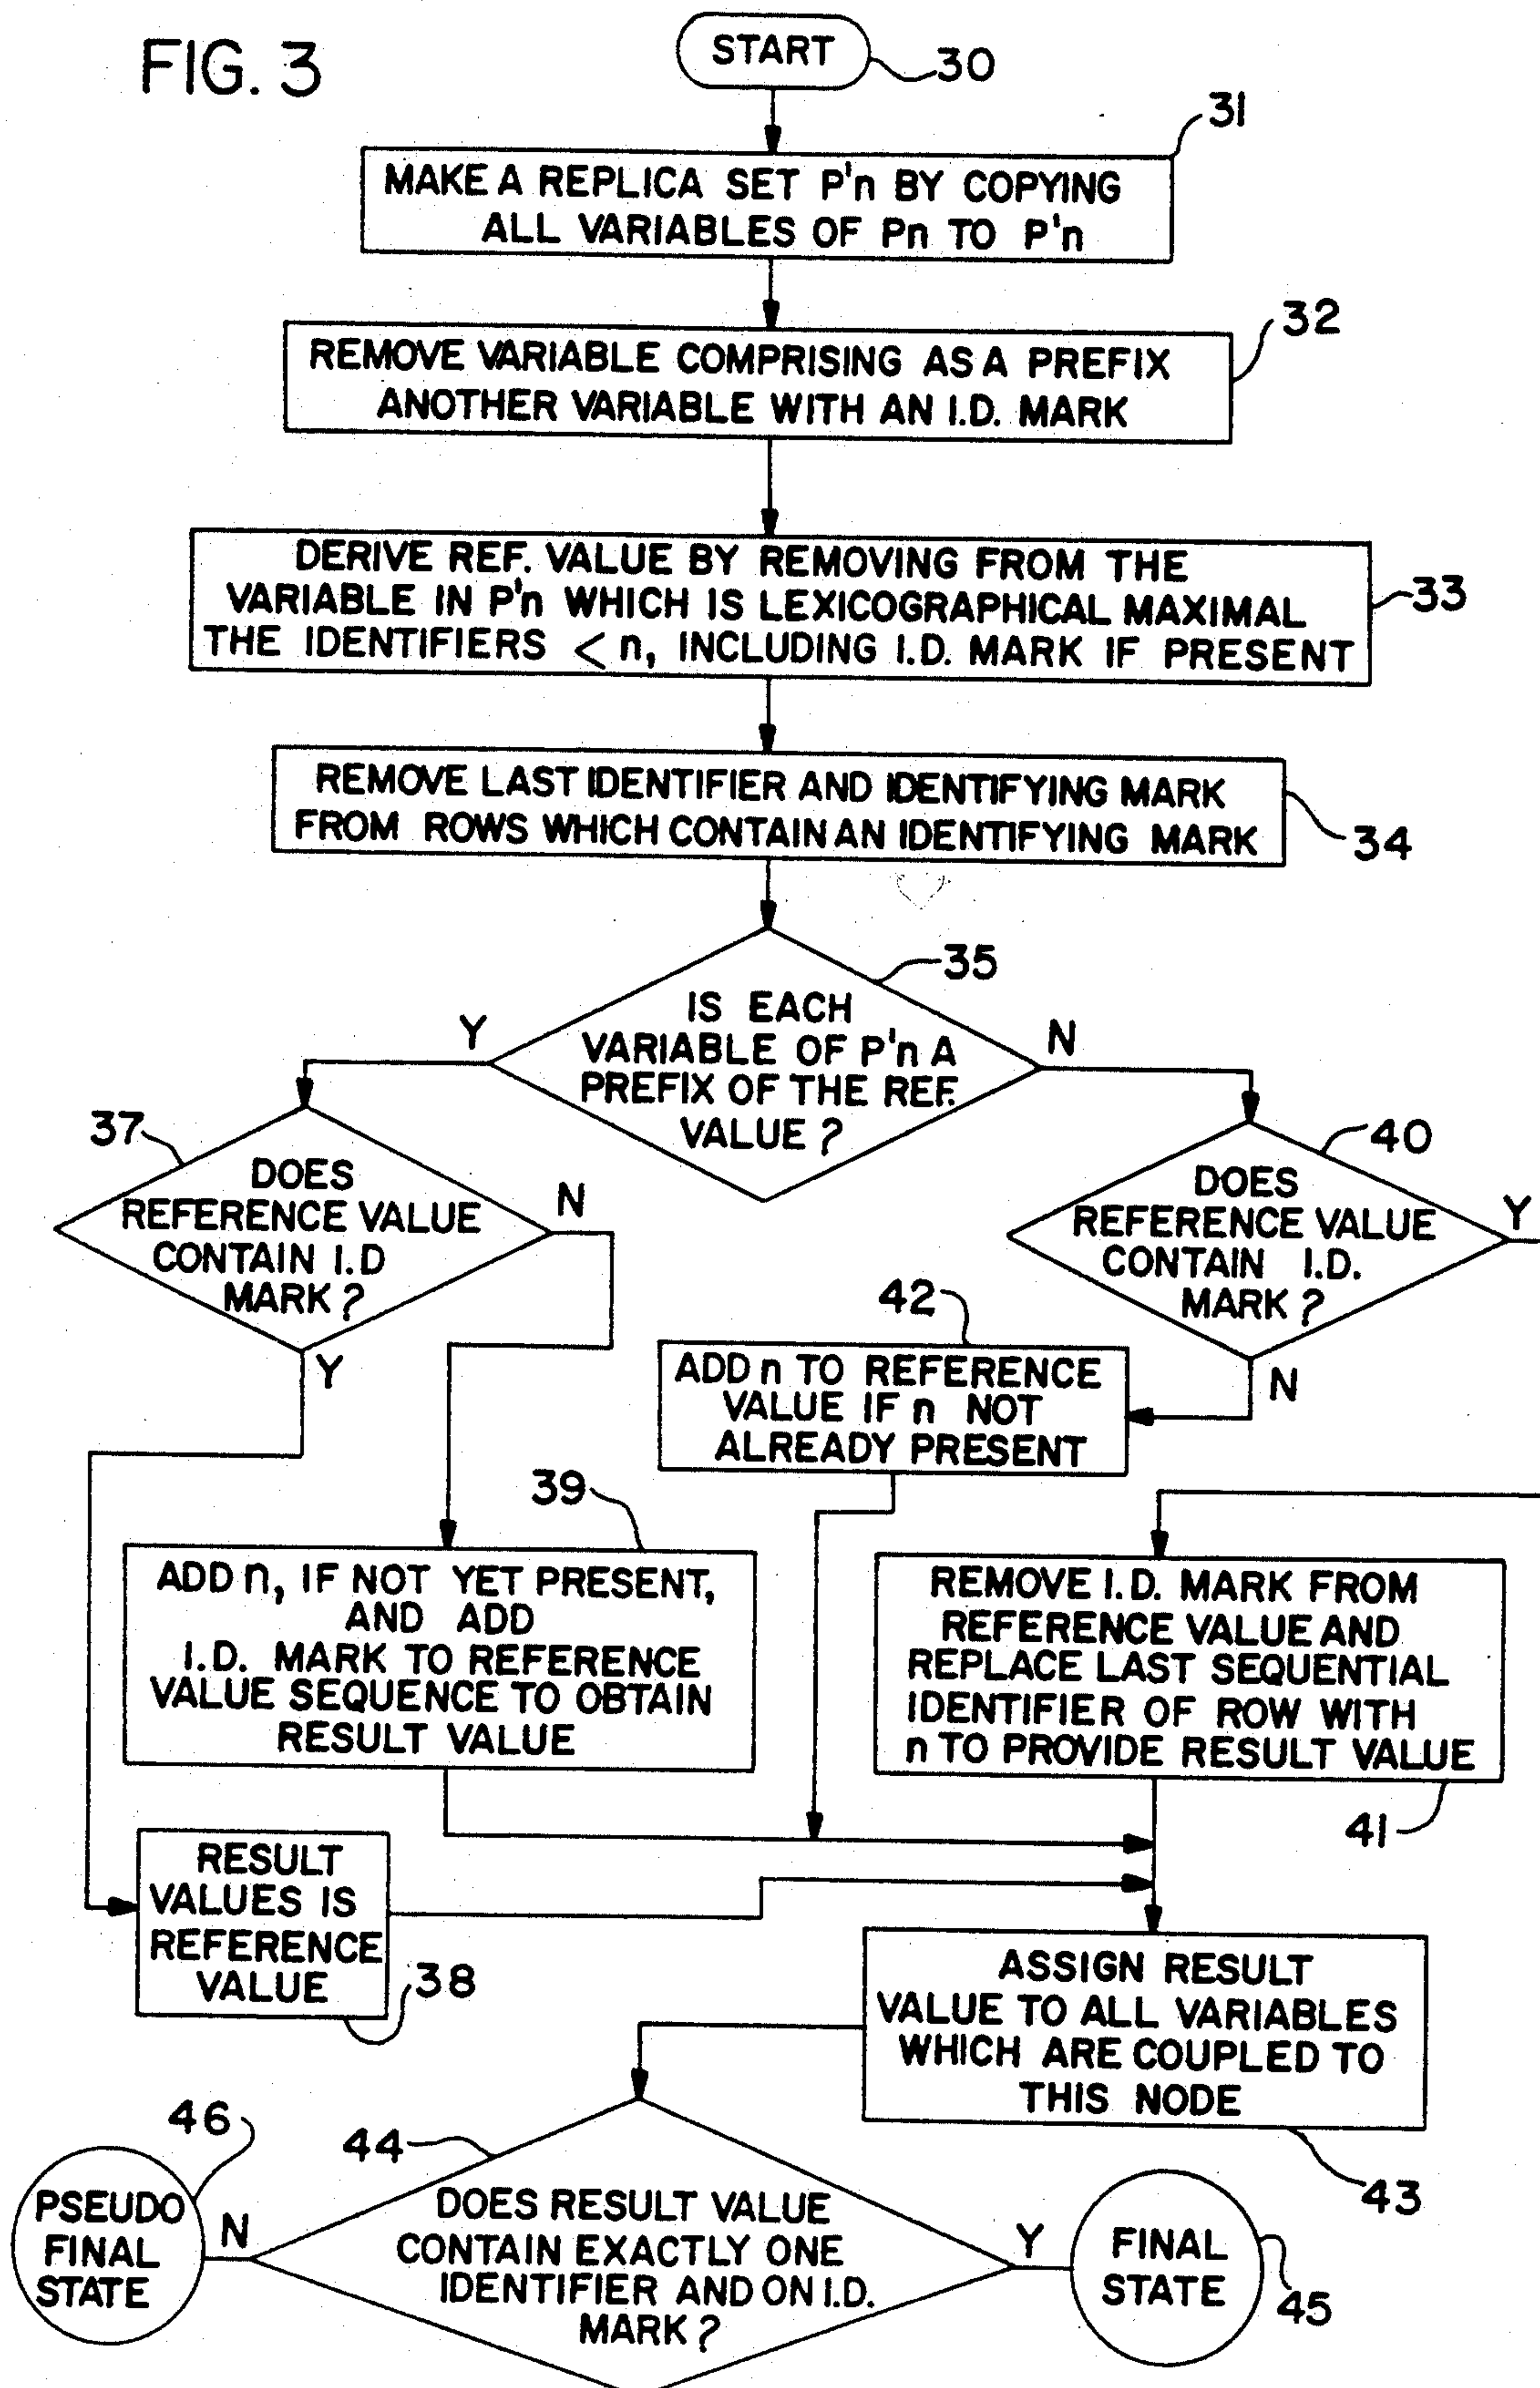 FIG. 3
START
30
31
MAKE A REPLICA SET P'n BY COPYING
ALL VARIABLES OF Pn TO P'n
32
REMOVE VARIABLE COMPRISING AS A PREFIX
ANOTHER VARIABLE WITH AN I.D. MARK
DERIVE REF. VALUE BY REMOVING FROM THE
VARIABLE IN P'n WHICH IS LEXICOGRAPHICAL MAXIMAL
THE IDENTIFIERS < n, INCLUDING I.D. MARK IF PRESENT
33
REMOVE LAST IDENTIFIER AND IDENTIFYING MARK
FROM ROWS WHICH CONTAIN AN IDENTIFYING MARK
34
35
IS EACH
VARIABLE OF P'n A
PREFIX OF THE REF.
VALUE ?
Y
N
37
DOES
REFERENCE VALUE
CONTAIN I.D
MARK ?
N
Y
40
DOES
REFERENCE VALUE
CONTAIN I.D.
MARK ?
Y
N
42
ADD n TO REFERENCE
VALUE IF n NOT
ALREADY PRESENT
39
ADD n, IF NOT YET PRESENT,
AND ADD
I.D. MARK TO REFERENCE
VALUE SEQUENCE TO OBTAIN
RESULT VALUE
REMOVE I.D. MARK FROM
REFERENCE VALUE AND
REPLACE LAST SEQUENTIAL
IDENTIFIER OF ROW WITH
n TO PROVIDE RESULT VALUE
41
RESULT
VALUES IS
REFERENCE
VALUE
38
ASSIGN RESULT
VALUE TO ALL VARIABLES
WHICH ARE COUPLED TO
THIS NODE
43
46
PSEUDO
FINAL
STATE
N
44
DOES RESULT VALUE
CONTAIN EXACTLY ONE
IDENTIFIER AND ON I.D.
MARK ?
Y
FINAL
STATE
45